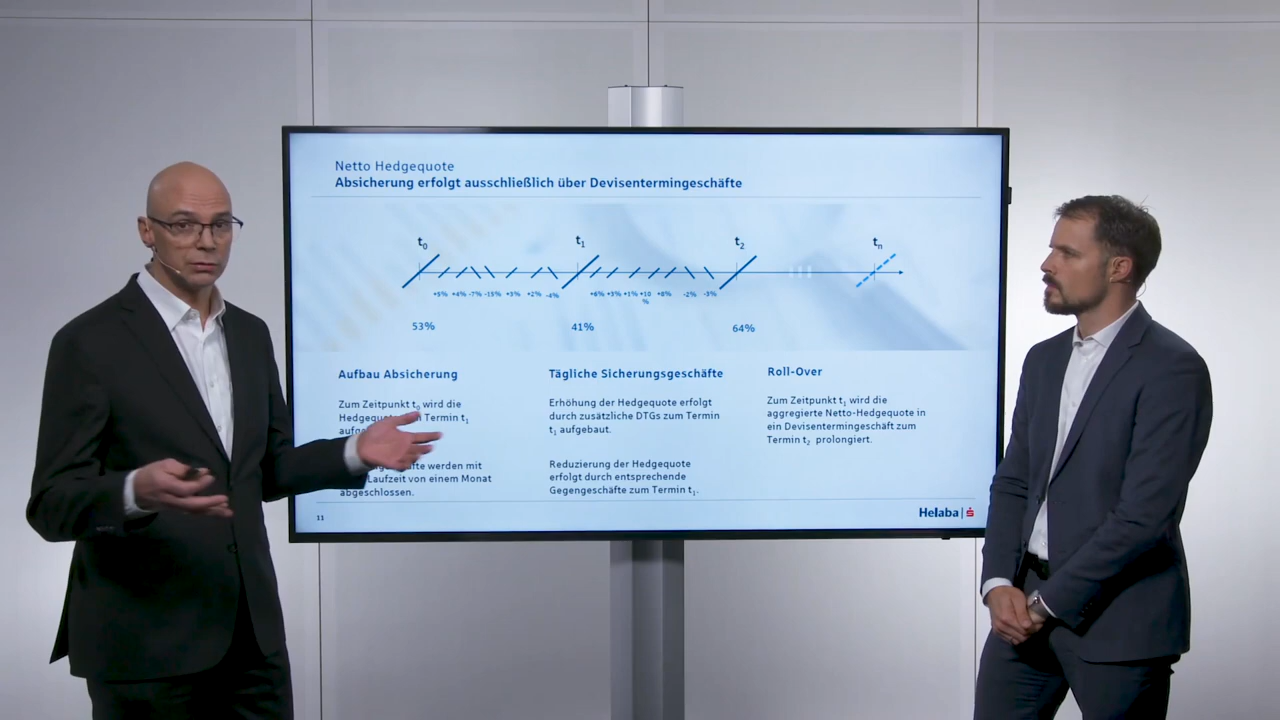 Netto Hedgequote
Absicherung erfolgt ausschließlich über Devisentermingeschäfte
t0 t1 t2 tn
+5% +4% -7% -15% +3% +2% -4% +6% +3% +1% +10 % +8% -2% -3%
53% 41% 64%
Aufbau Absicherung
Zum Zeitpunkt t0 wird die
Hedgequote Termin t1
werden mit
Laufzeit von einem Monat
abgeschlossen.
Tägliche Sicherungsgeschäfte
Erhöhung der Hedgequote erfolgt
durch zusätzliche DTGs zum Termin
t1 aufgebaut.
Reduzierung der Hedgequote
erfolgt durch entsprechende
Gegengeschäfte zum Termin t1.
Roll-Over
Zum Zeitpunkt t1 wird die
aggregierte Netto-Hedgequote in
ein Devisentermingeschäft zum
Termin t2 prolongiert.
11
Helaba